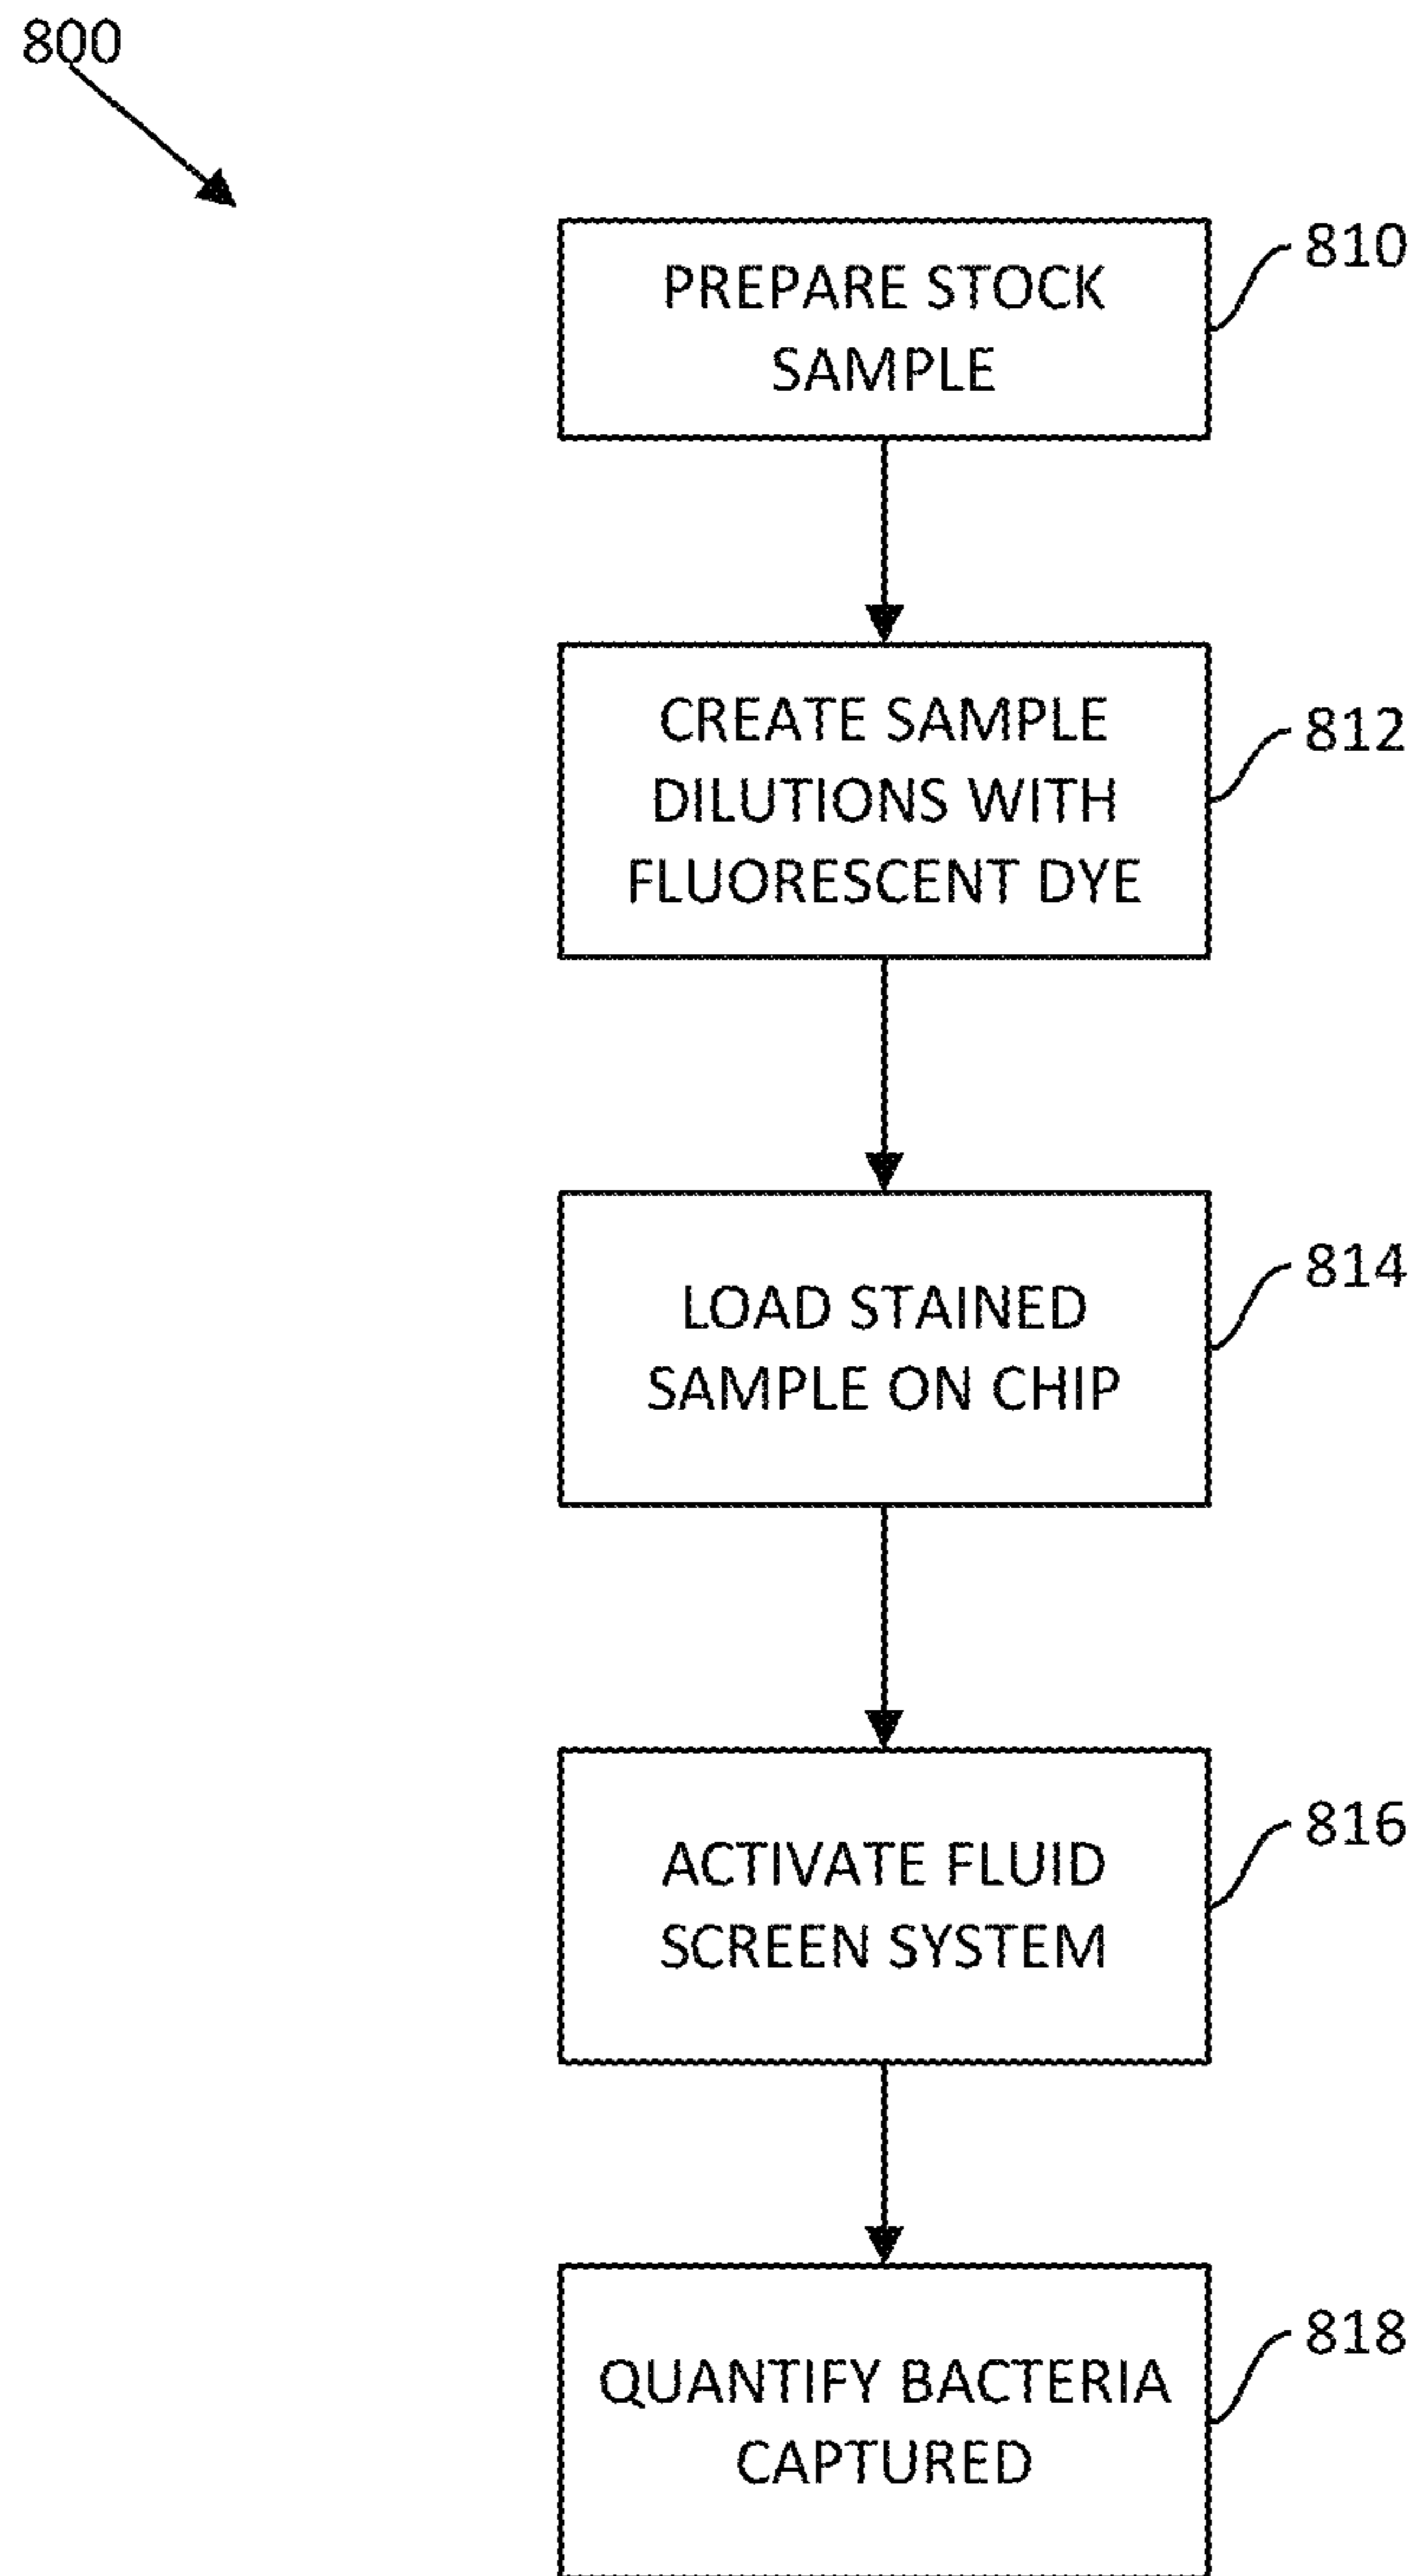 800
PREPARE STOCK
SAMPLE
810
CREATE SAMPLE
DILUTIONS WITH
FLUORESCENT DYE
812
LOAD STAINED
SAMPLE ON CHIP
814
ACTIVATE FLUID
SCREEN SYSTEM
816
QUANTIFY BACTERIA
CAPTURED
818